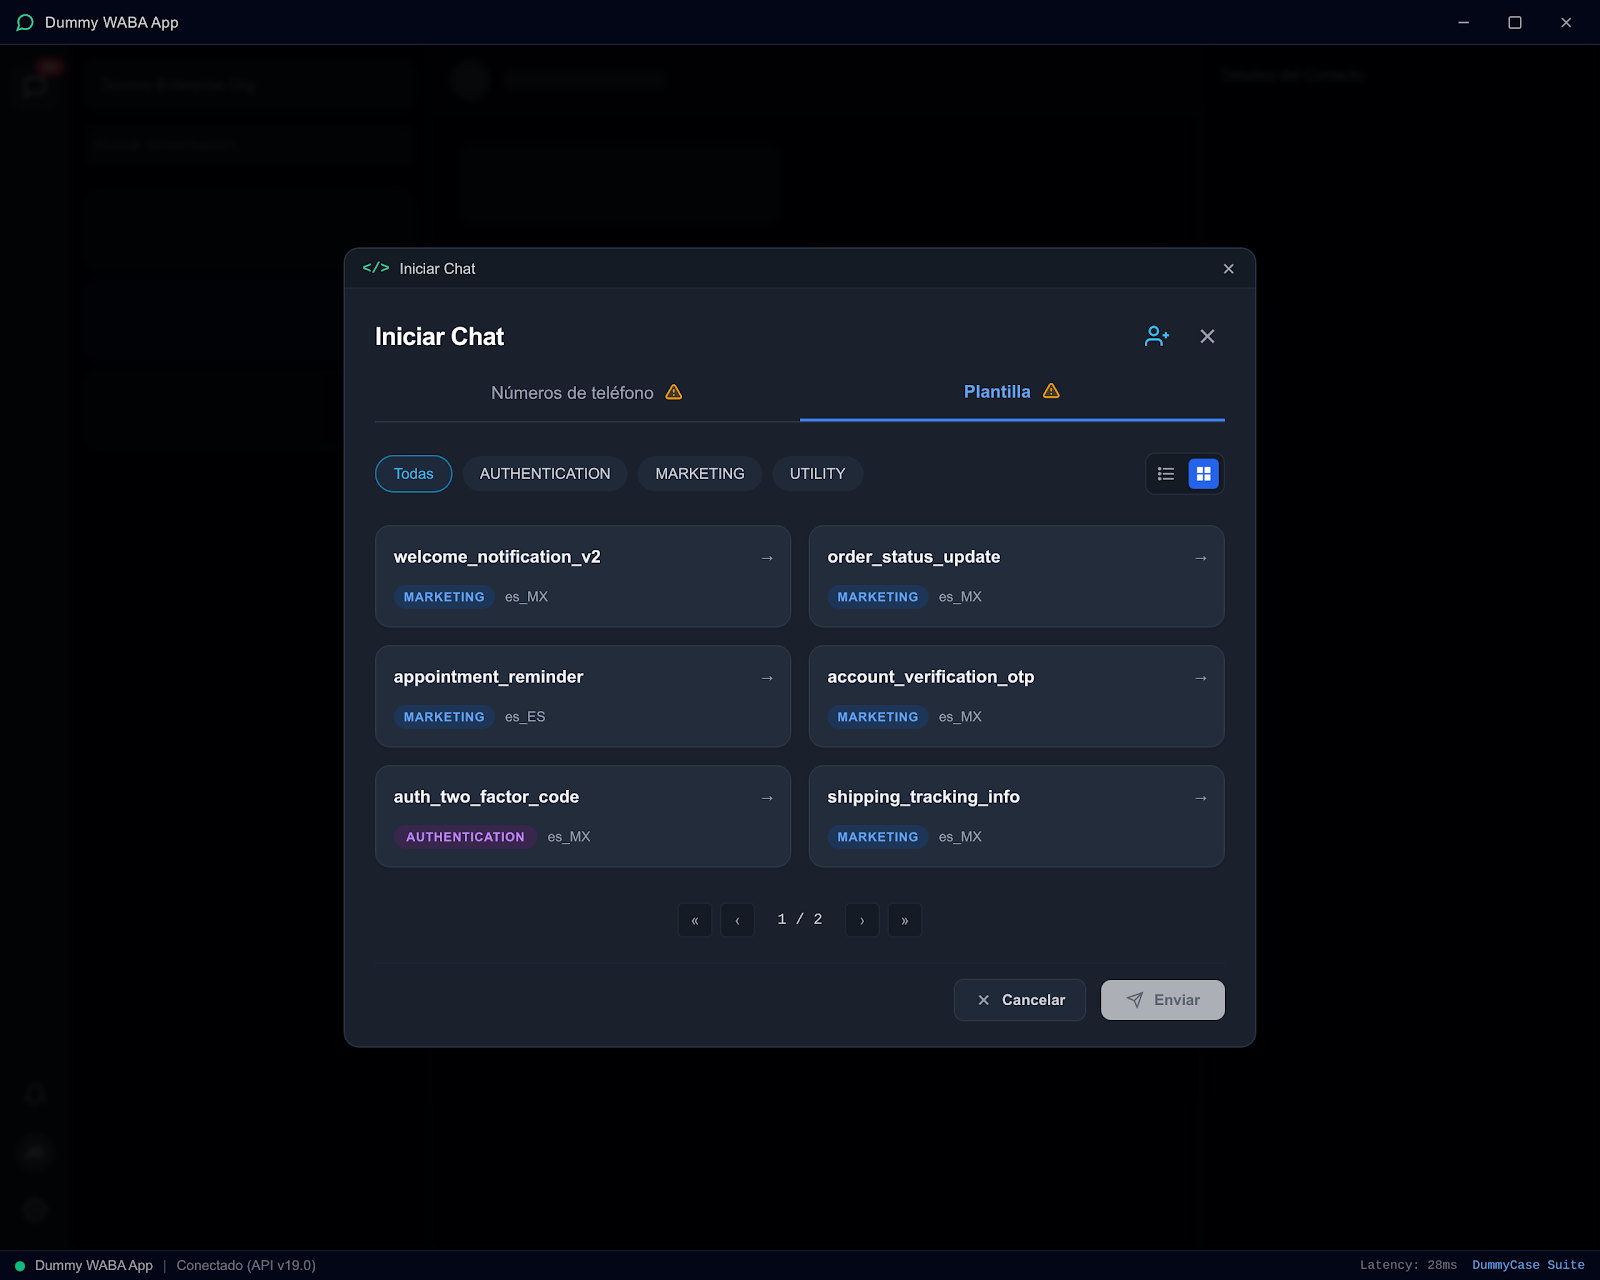 Dummy WABA App
</> Iniciar Chat
Iniciar Chat
Números de teléfono
Plantilla
Todas
AUTHENTICATION
MARKETING
UTILITY
welcome_notification_v2 →
MARKETING es_MX
order_status_update →
MARKETING es_MX
appointment_reminder →
MARKETING es_ES
account_verification_otp →
MARKETING es_MX
auth_two_factor_code →
AUTHENTICATION es_MX
shipping_tracking_info →
MARKETING es_MX
« ‹ 1 / 2 › »
Cancelar
Enviar
Dummy WABA App | Conectado (API v19.0)
Latency: 28ms DummyCase Suite